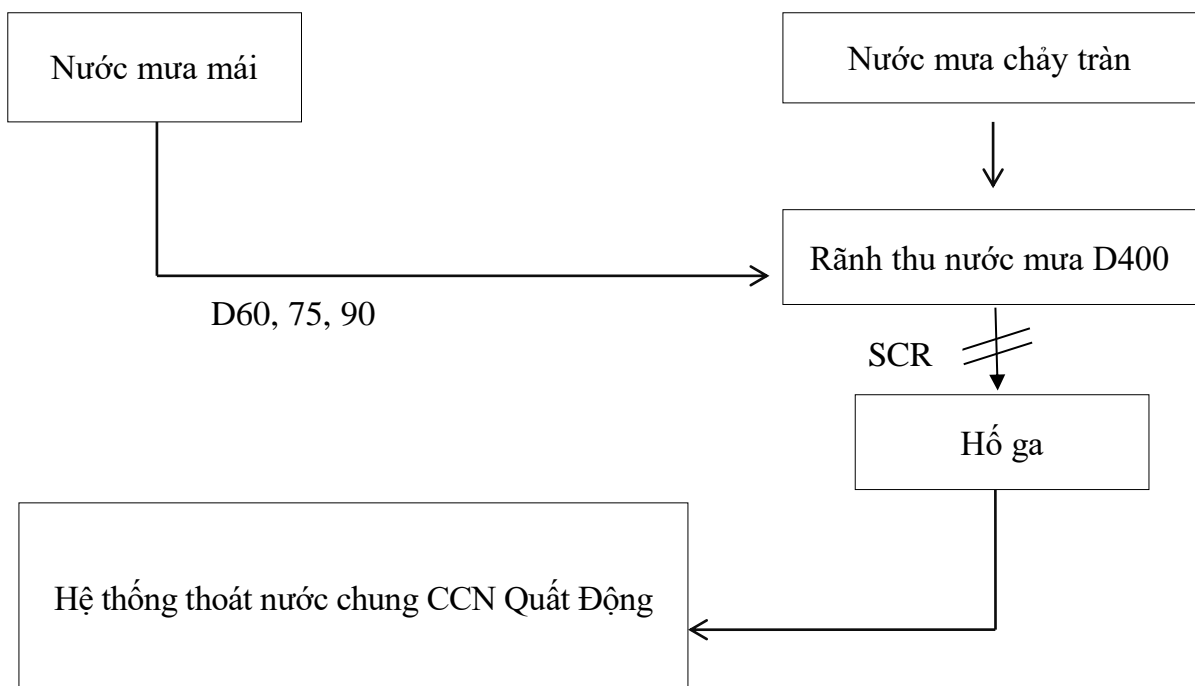 Nước mưa mái
Nước mưa chảy tràn
Rãnh thu nước mưa D400
D60, 75, 90
SCR
Hố ga
Hệ thống thoát nước chung CCN Quất Động